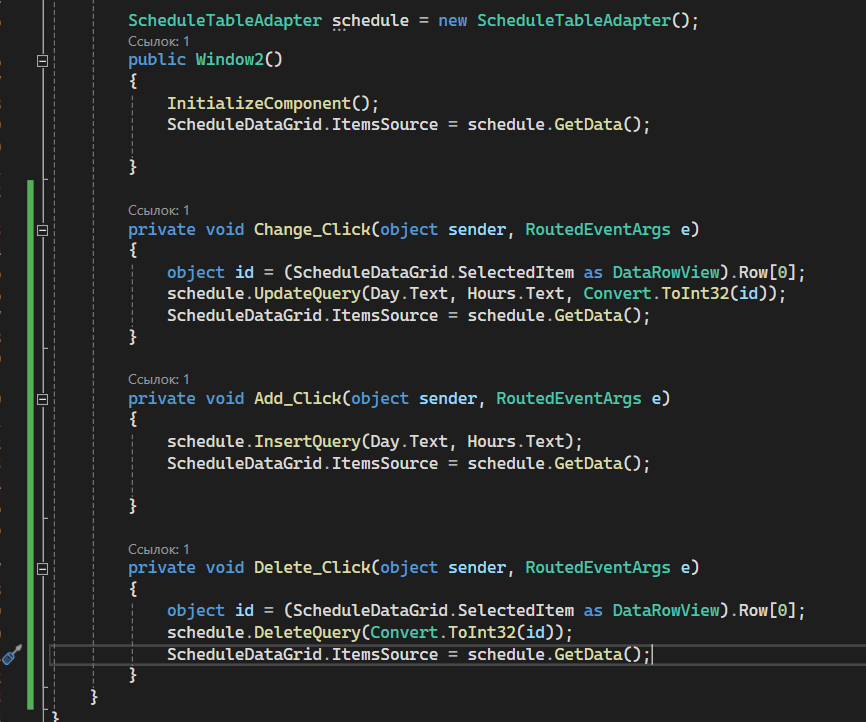 ScheduleTableAdapter schedule = new ScheduleTableAdapter();
Ссылок: 1
public Window2()
{
InitializeComponent();
ScheduleDataGrid.ItemsSource = schedule.GetData();
}
Ссылок: 1
private void Change_Click(object sender, RoutedEventArgs e)
{
object id = (ScheduleDataGrid.SelectedItem as DataRowView).Row[0];
schedule.UpdateQuery(Day.Text, Hours.Text, Convert.ToInt32(id));
ScheduleDataGrid.ItemsSource = schedule.GetData();
}
Ссылок: 1
private void Add_Click(object sender, RoutedEventArgs e)
{
schedule.InsertQuery(Day.Text, Hours.Text);
ScheduleDataGrid.ItemsSource = schedule.GetData();
}
Ссылок: 1
private void Delete_Click(object sender, RoutedEventArgs e)
{
object id = (ScheduleDataGrid.SelectedItem as DataRowView).Row[0];
schedule.DeleteQuery(Convert.ToInt32(id));
ScheduleDataGrid.ItemsSource = schedule.GetData();
}
}
}